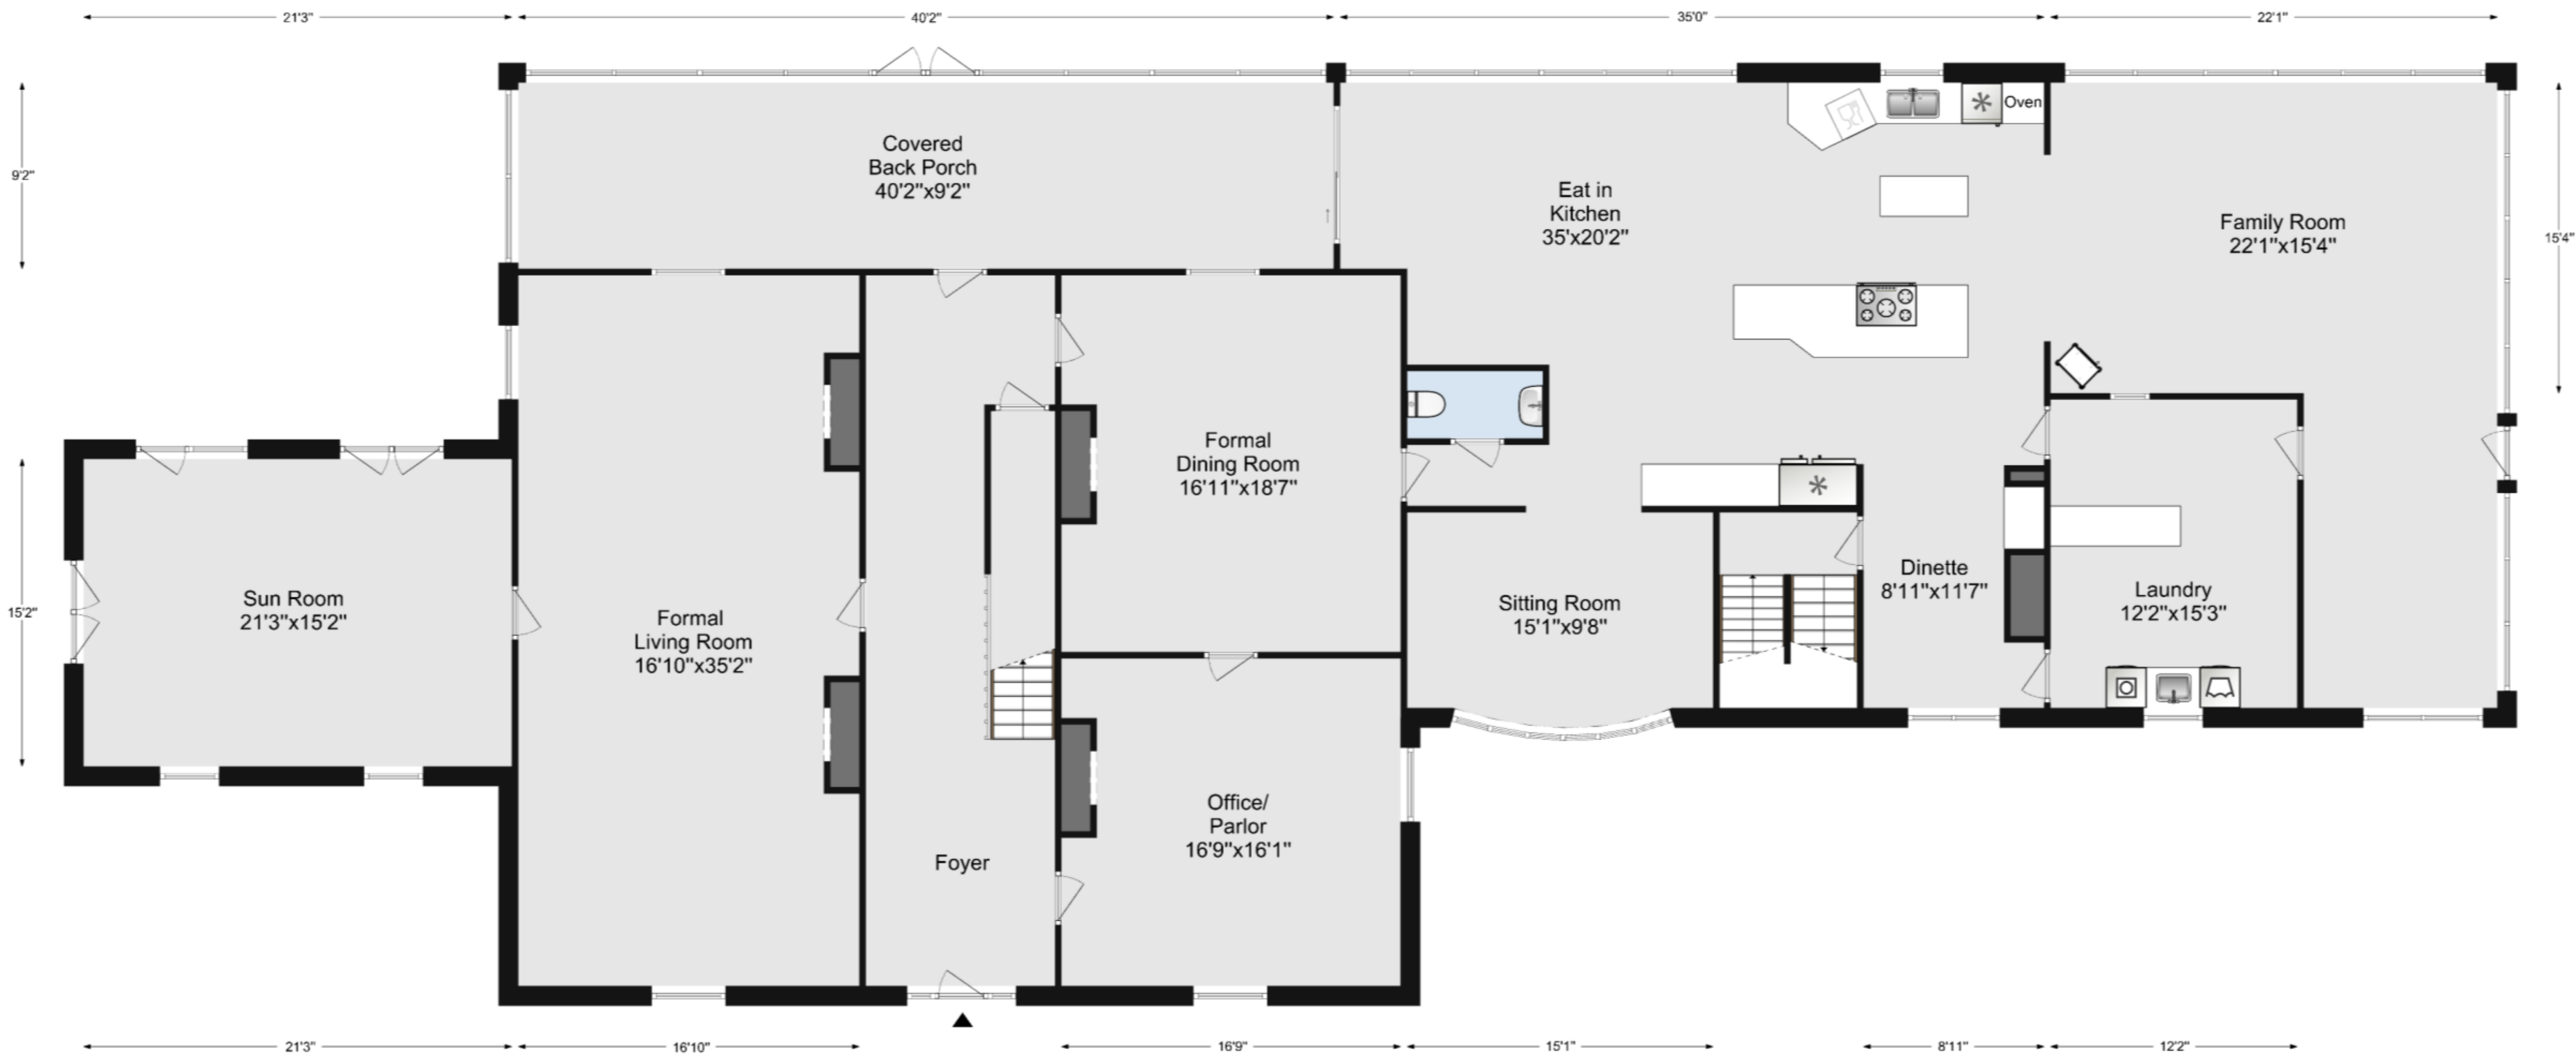 21'3"
40'2"
35'0
22'1"
9'2"
15'4"
15'2"
Covered
Back Porch
40'2"x9'2"
Eat in
Kitchen
35'x20'2"
Oven
Family Room
22'1"x15'4"
Sun Room
21'3"x15'2"
Formal
Living Room
16'10"x35'2"
Formal
Dining Room
16'11"x18'7"
Sitting Room
15'1"x9'8"
Dinette
8'11"x11'7"
Laundry
12'2"x15'3"
Office/
Parlor
16'9"x16'1"
Foyer
21'3"
16'10"
16'9"
15'1"
8'11"
12'2"